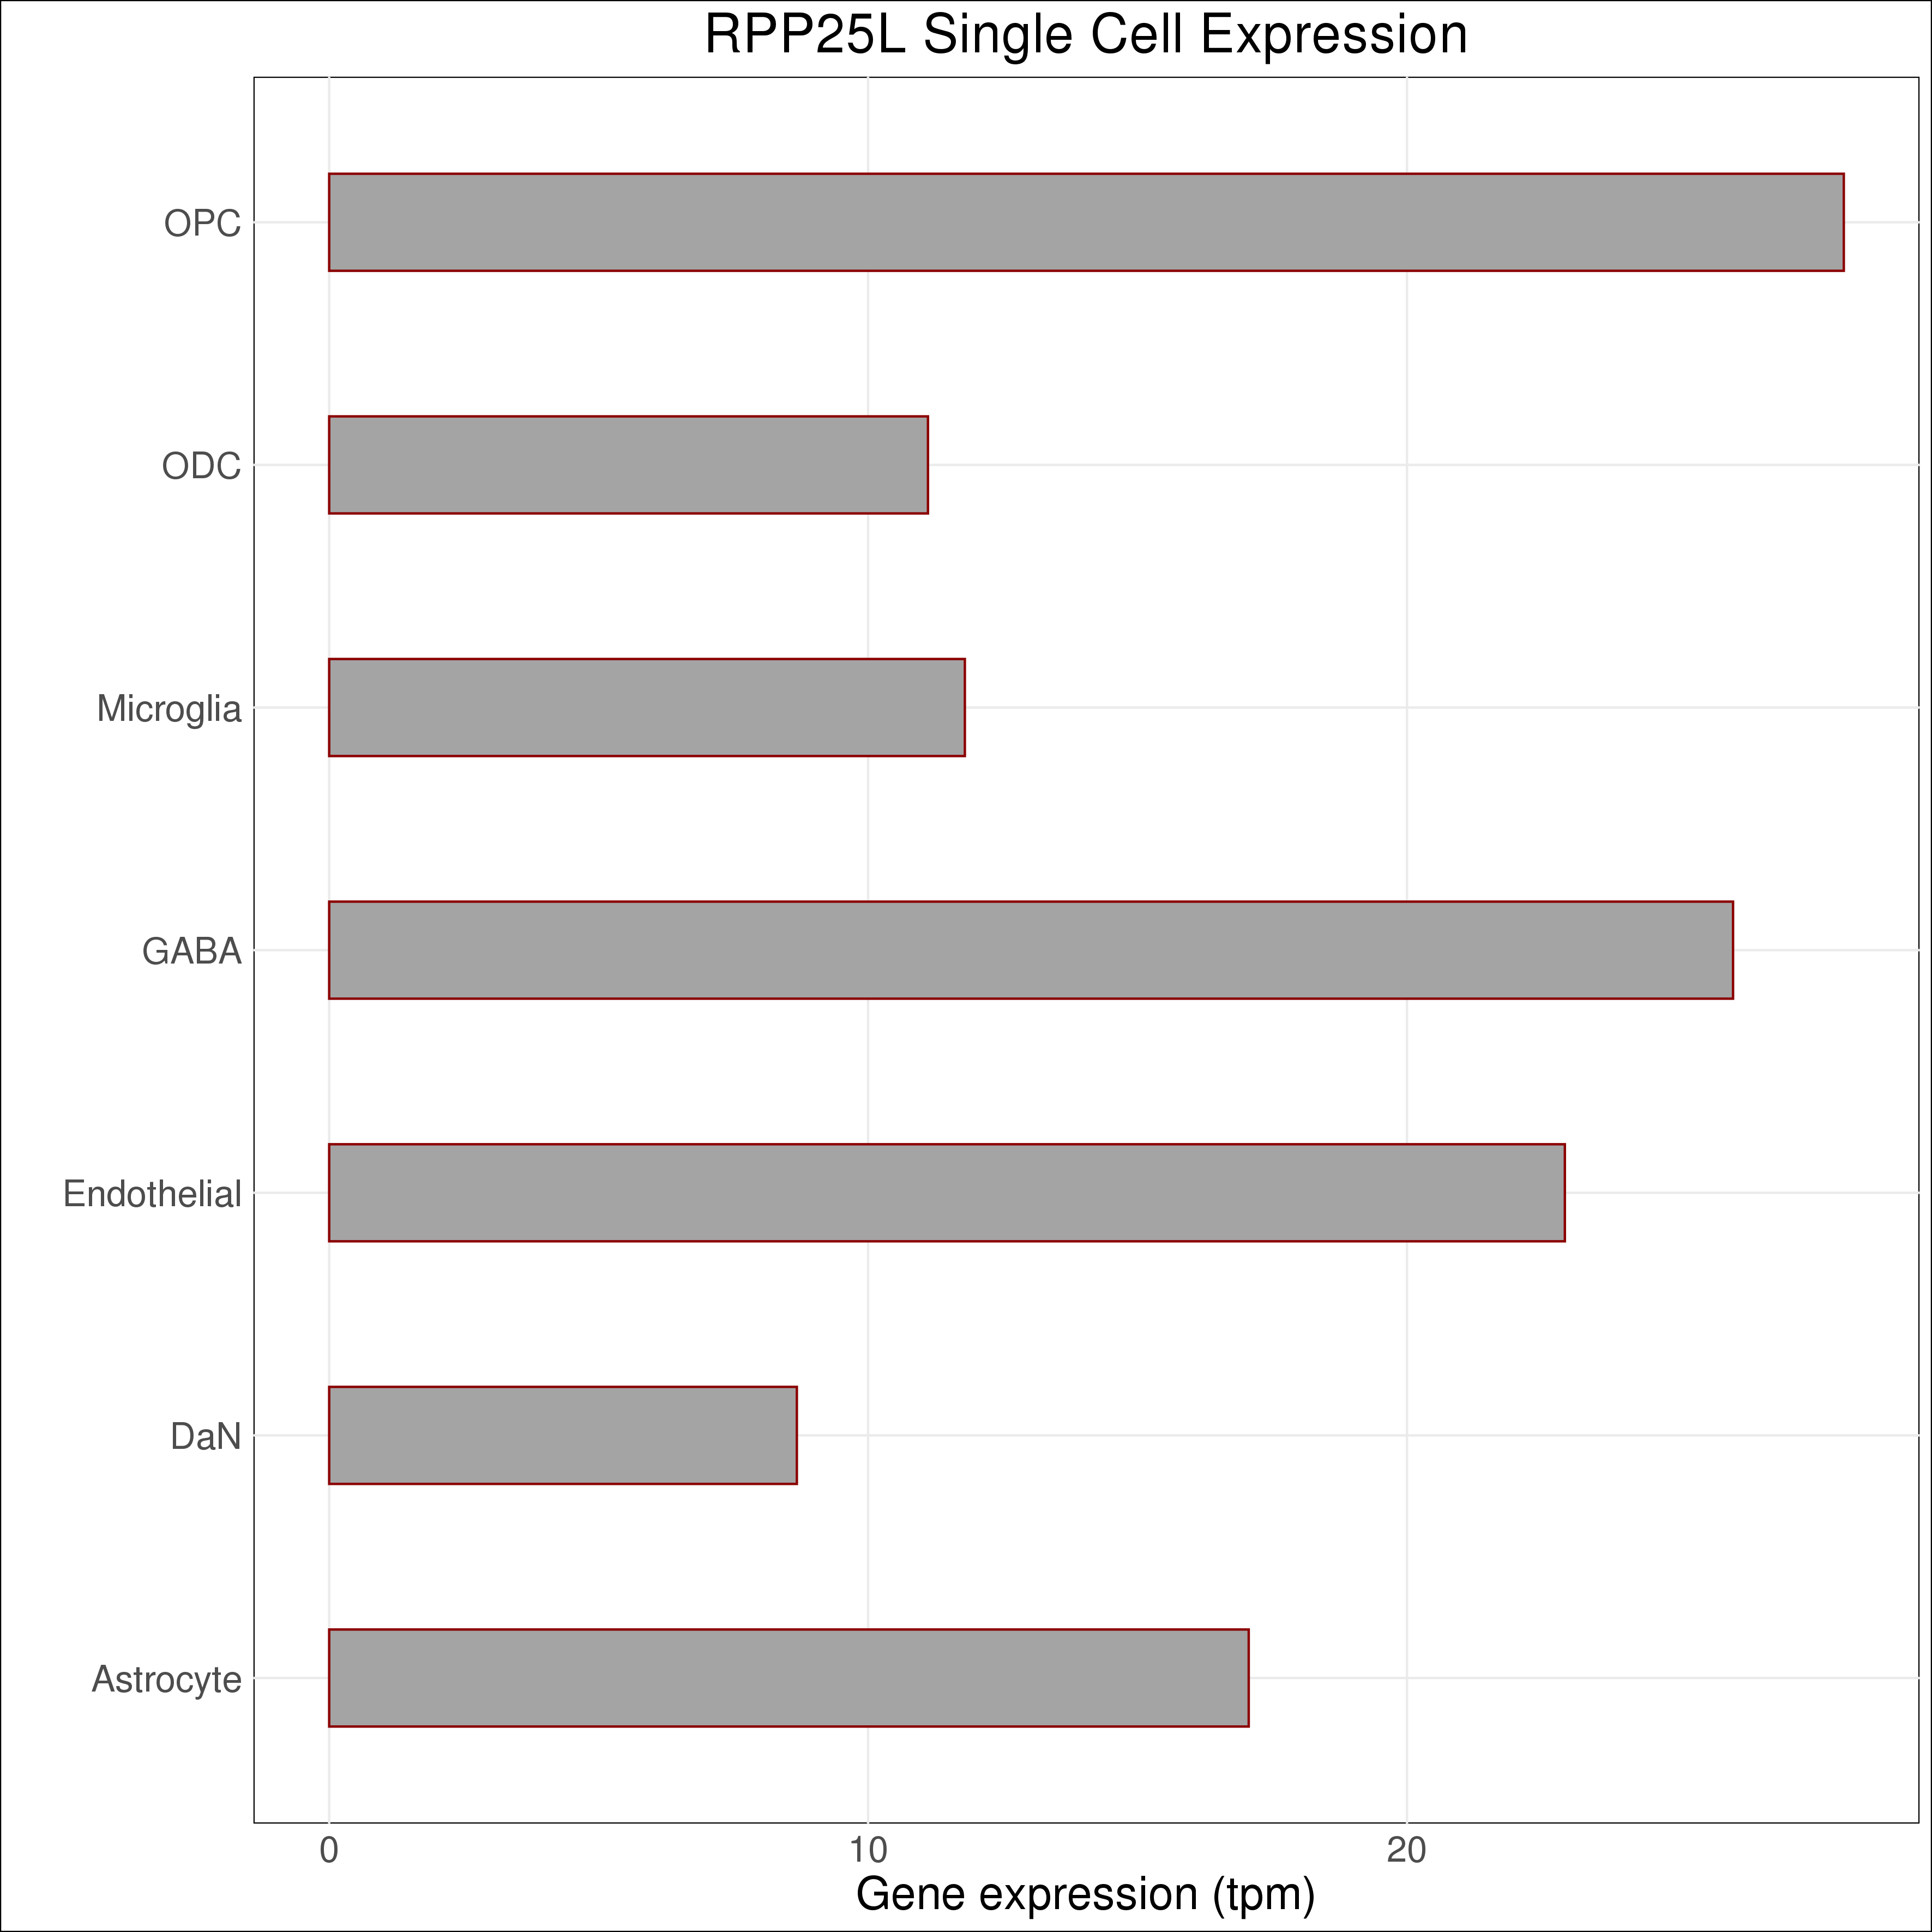 RPP25L Single Cell Expression
OPC
ODC
Microglia
GABA
Endothelial
DaN
Astrocyte
0 10 20
Gene expression (tpm)